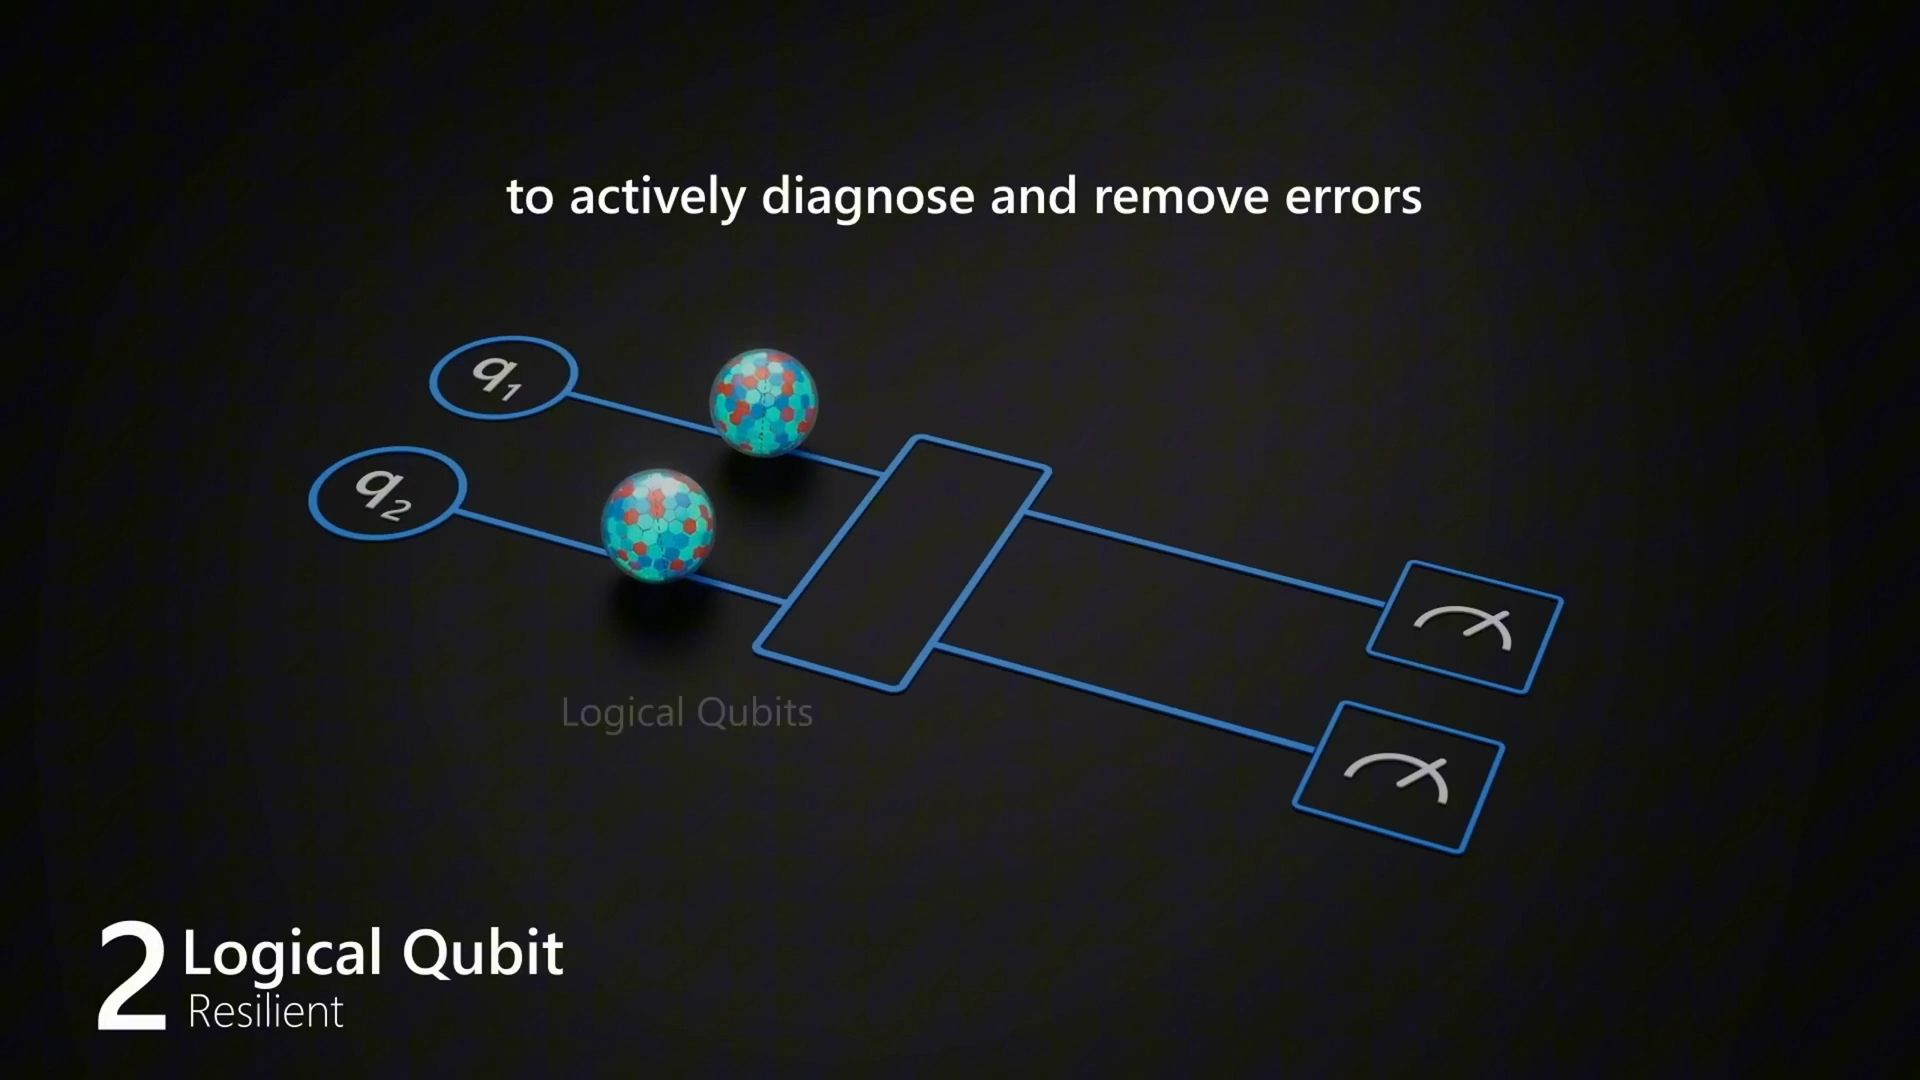 to actively diagnose and remove errors
q1
q2
Logical Qubits
2 Logical Qubit
Resilient